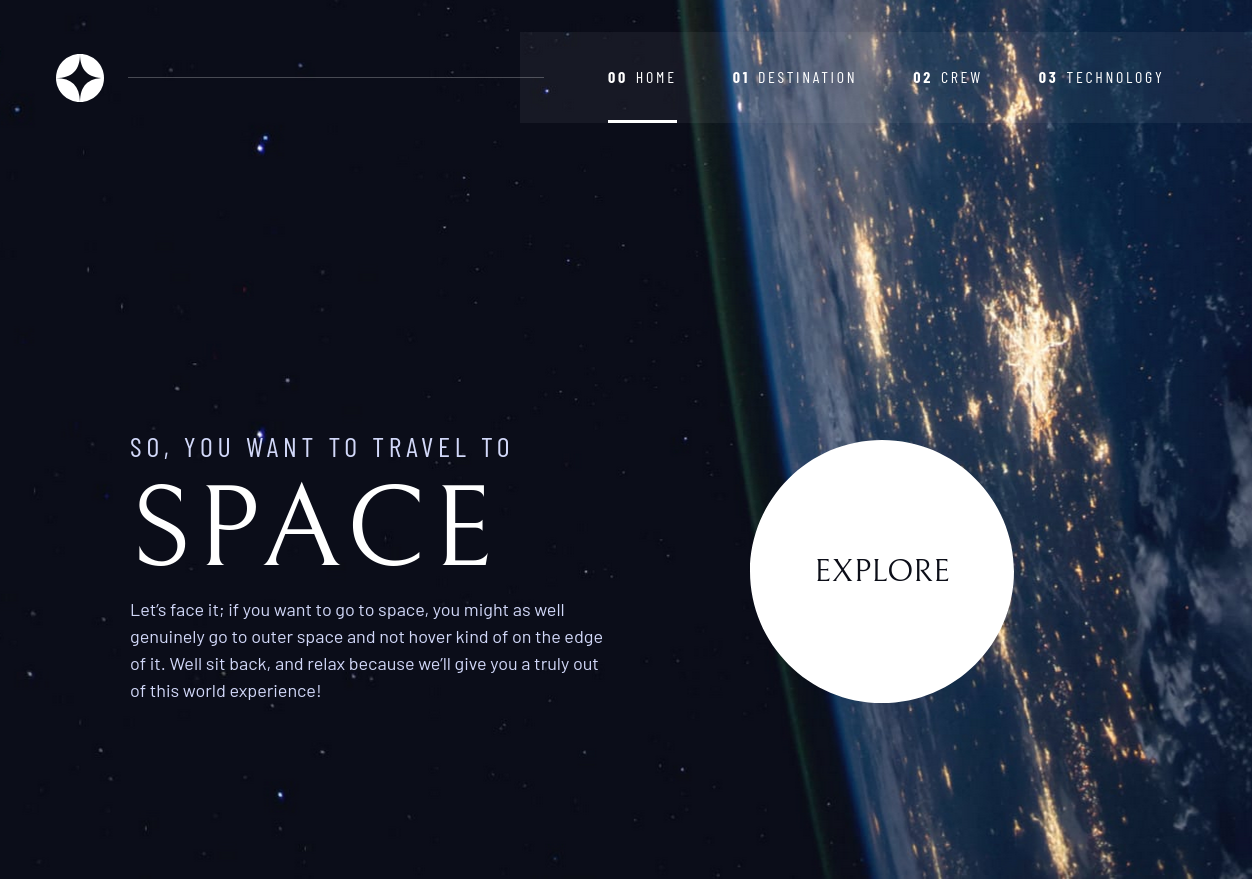 00 HOME 01 DESTINATION 02 CREW 03 TECHNOLOGY
SO, YOU WANT TO TRAVEL TO
SPACE
Let’s face it; if you want to go to space, you might as well
genuinely go to outer space and not hover kind of on the edge
of it. Well sit back, and relax because we’ll give you a truly out
of this world experience!
EXPLORE